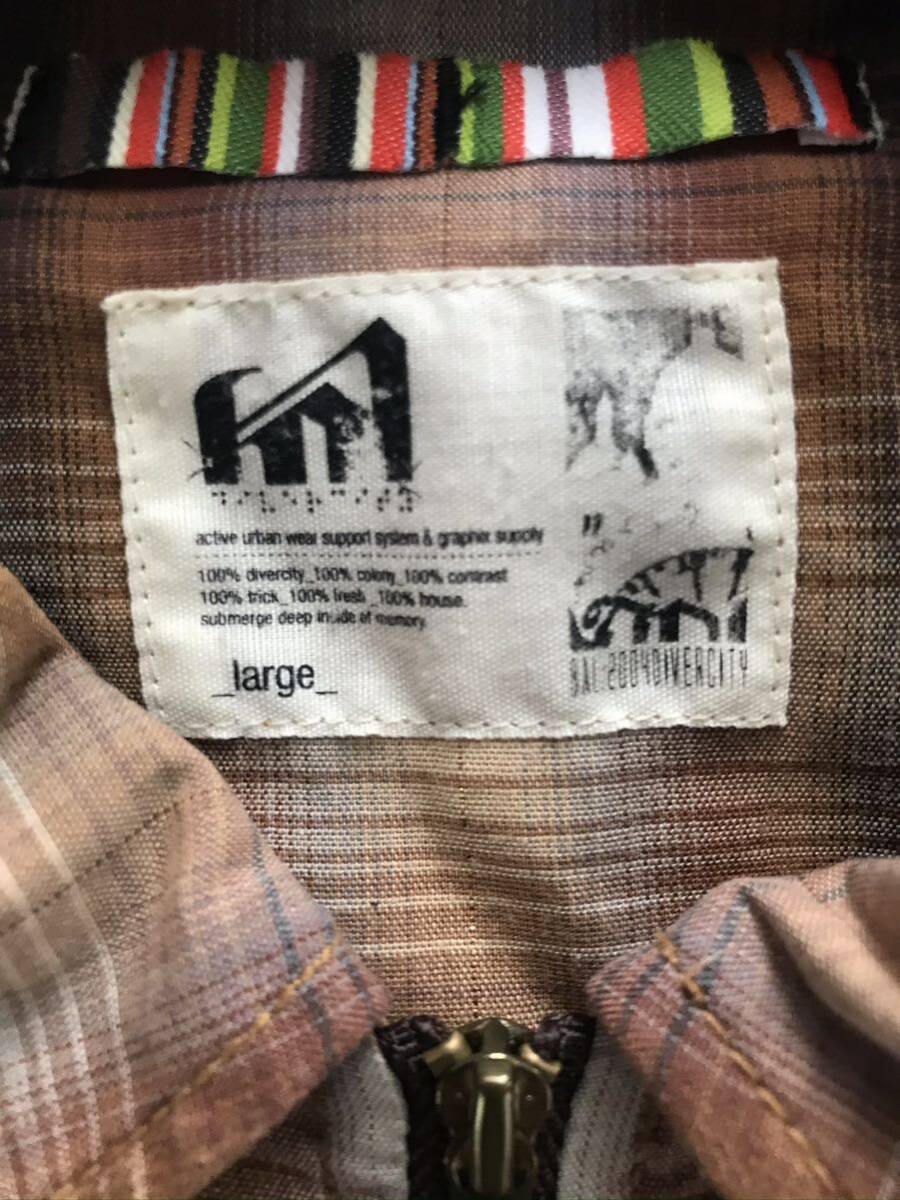 active urban wear support system & graphix supply
100% divercity_100% colony_100% contrast
100% trick_100% fresh_100% house.
submerge deep inside of memory.
_large_
BAL:2004DIVERCITY